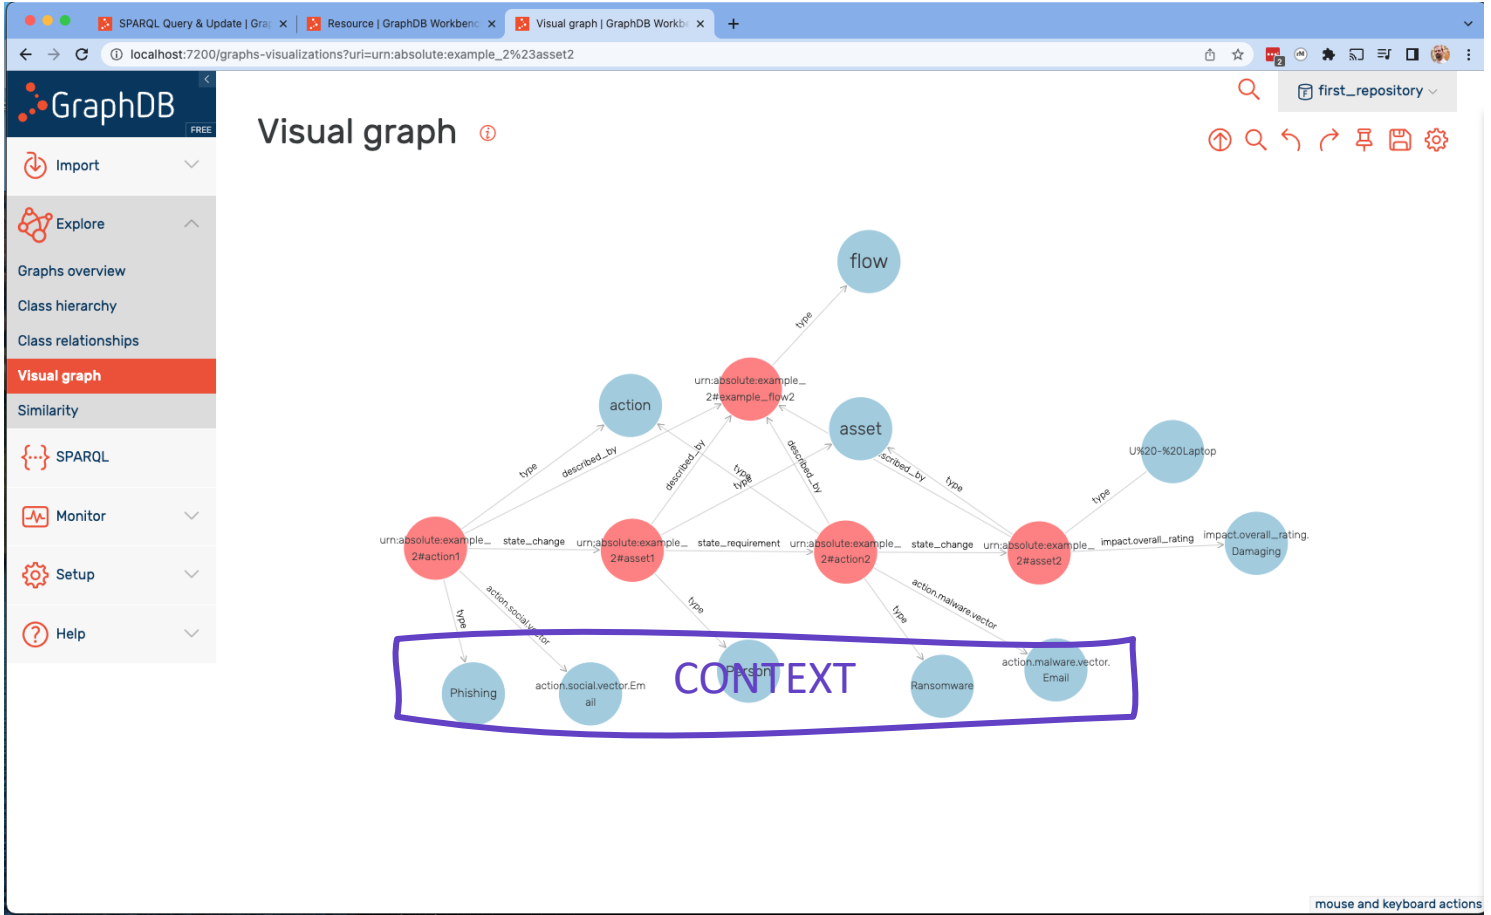 SPARQL Query & Update | Gra
Resource | GraphDB Workbenc
Visual graph | GraphDB Workbe
localhost:7200/graphs-visualizations?uri=urn:absolute:example_2%23asset2
2
GraphDB
FREE
first_repository
Visual graph
Import
Explore
Graphs overview
Class hierarchy
Class relationships
Visual graph
Similarity
SPARQL
Monitor
Setup
Help
flow
type
urn:absolute:example_
2#example_flow2
action
asset
U%20-%20Laptop
type
described_by
described_by
type
type
described_by
scribed_by
type
type
urn:absolute:example_
2#action1
state_change
urn:absolute:example_
2#asset1
state_requirement
urn:absolute:example_
2#action2
state_change
urn:absolute:example_
2#asset2
impact.overall_rating
impact.overall_rating.
Damaging
type
action.social.vector
type
type
action.malware.vector
Phishing
action.social.vector.Em
ail
Person
CONTEXT
Ransomware
action.malware.vector.
Email
mouse and keyboard actions